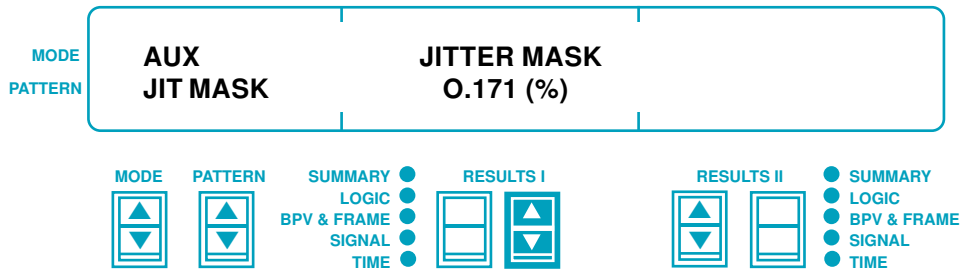 MODE AUX JITTER MASK
PATTERN JIT MASK O.171 (%)
MODE PATTERN
SUMMARY
LOGIC
BPV & FRAME
SIGNAL
TIME
RESULTS I
RESULTS II
SUMMARY
LOGIC
BPV & FRAME
SIGNAL
TIME